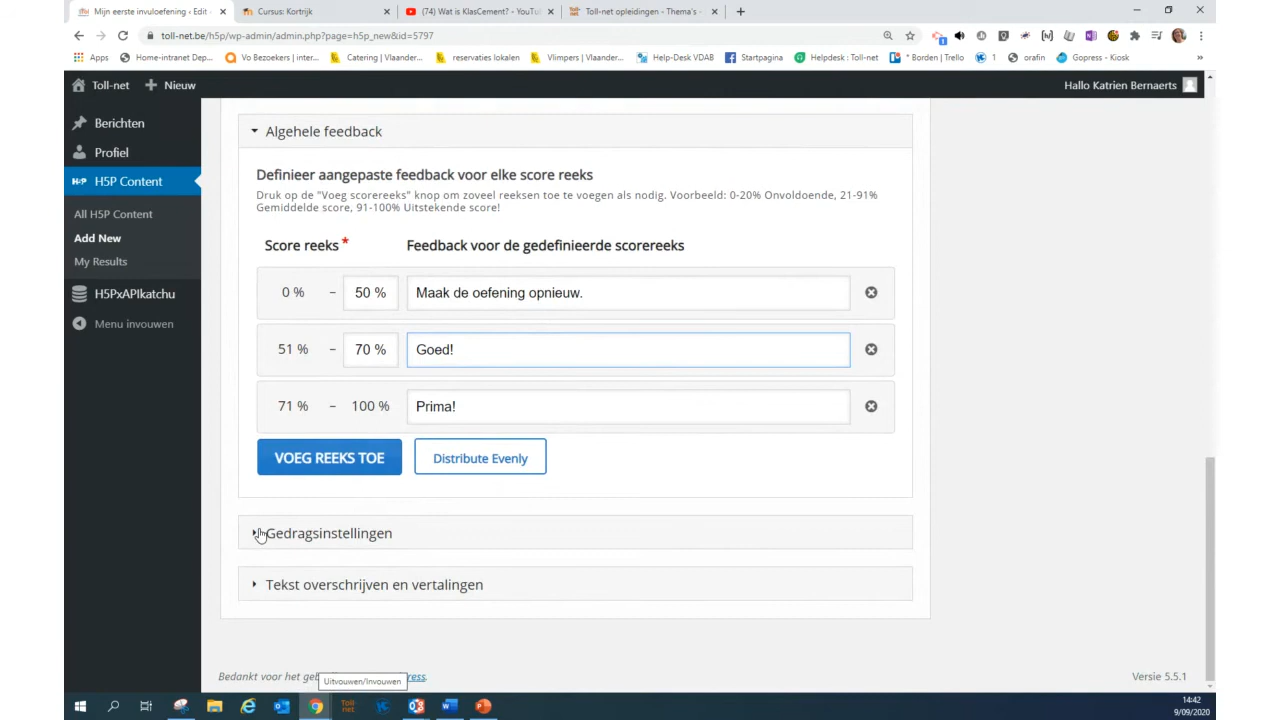 Mijn eerste invuloefening ‹ Edit
Cursus: Kortrijk
(74) Wat is KlasCement? - YouTu
Toll-net opleidingen - Thema's -
toll-net.be/h5p/wp-admin/admin.php?page=h5p_new&id=5797
Apps
Home-intranet Dep...
Vo Bezoekers | inter...
Catering | Vlaander...
reservaties lokalen
Vlimpers | Vlaander...
Help-Desk VDAB
Startpagina
Helpdesk : Toll-net
* Borden | Trello
1
orafin
Gopress - Kiosk
»
Toll-net
Nieuw
Hallo Katrien Bernaerts
Berichten
Profiel
H5P Content
All H5P Content
Add New
My Results
H5PxAPIkatchu
Menu invouwen
Algehele feedback
Definieer aangepaste feedback voor elke score reeks
Druk op de "Voeg scorereeks" knop om zoveel reeksen toe te voegen als nodig. Voorbeeld: 0-20% Onvoldoende, 21-91%
Gemiddelde score, 91-100% Uitstekende score!
Score reeks * Feedback voor de gedefinieerde scorereeks
0 % – 50 % Maak de oefening opnieuw.
51 % – 70 % Goed!
71 % – 100 % Prima!
VOEG REEKS TOE Distribute Evenly
Gedragsinstellingen
Tekst overschrijven en vertalingen
Bedankt voor het geb ress.
Versie 5.5.1
Uitvouwen/Invouwen
14:42
9/09/2020